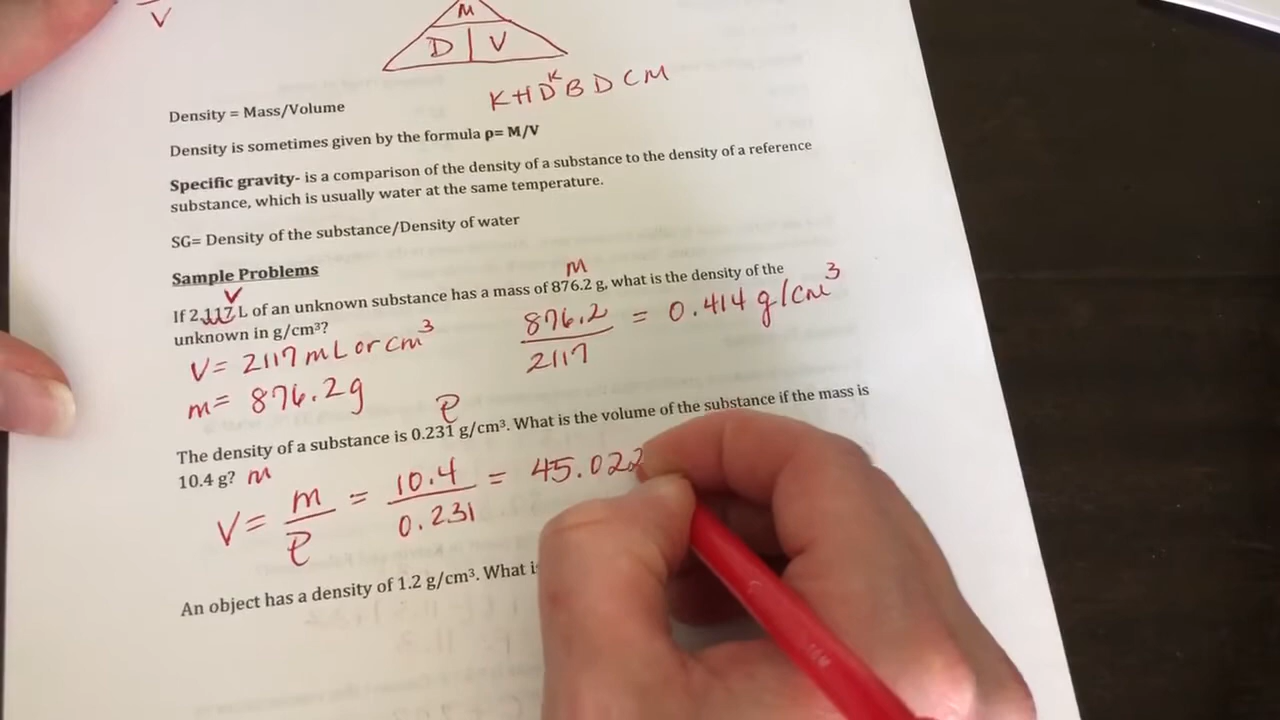 V
M
D V
K H D K B D C M
Density = Mass/Volume
Density is sometimes given by the formula ρ= M/V
Specific gravity- is a comparison of the density of a substance to the density of a reference
substance, which is usually water at the same temperature.
SG= Density of the substance/Density of water
Sample Problems
V
M
If 2.117 L of an unknown substance has a mass of 876.2 g, what is the density of the
unknown in g/cm³?
V= 2117 mL or cm³
876.2 / 2117 = 0.414 g/cm³
m= 876.2g
ρ
The density of a substance is 0.231 g/cm³. What is the volume of the substance if the mass is
10.4 g? m
V= m/ρ = 10.4/0.231 = 45.022
An object has a density of 1.2 g/cm³. What